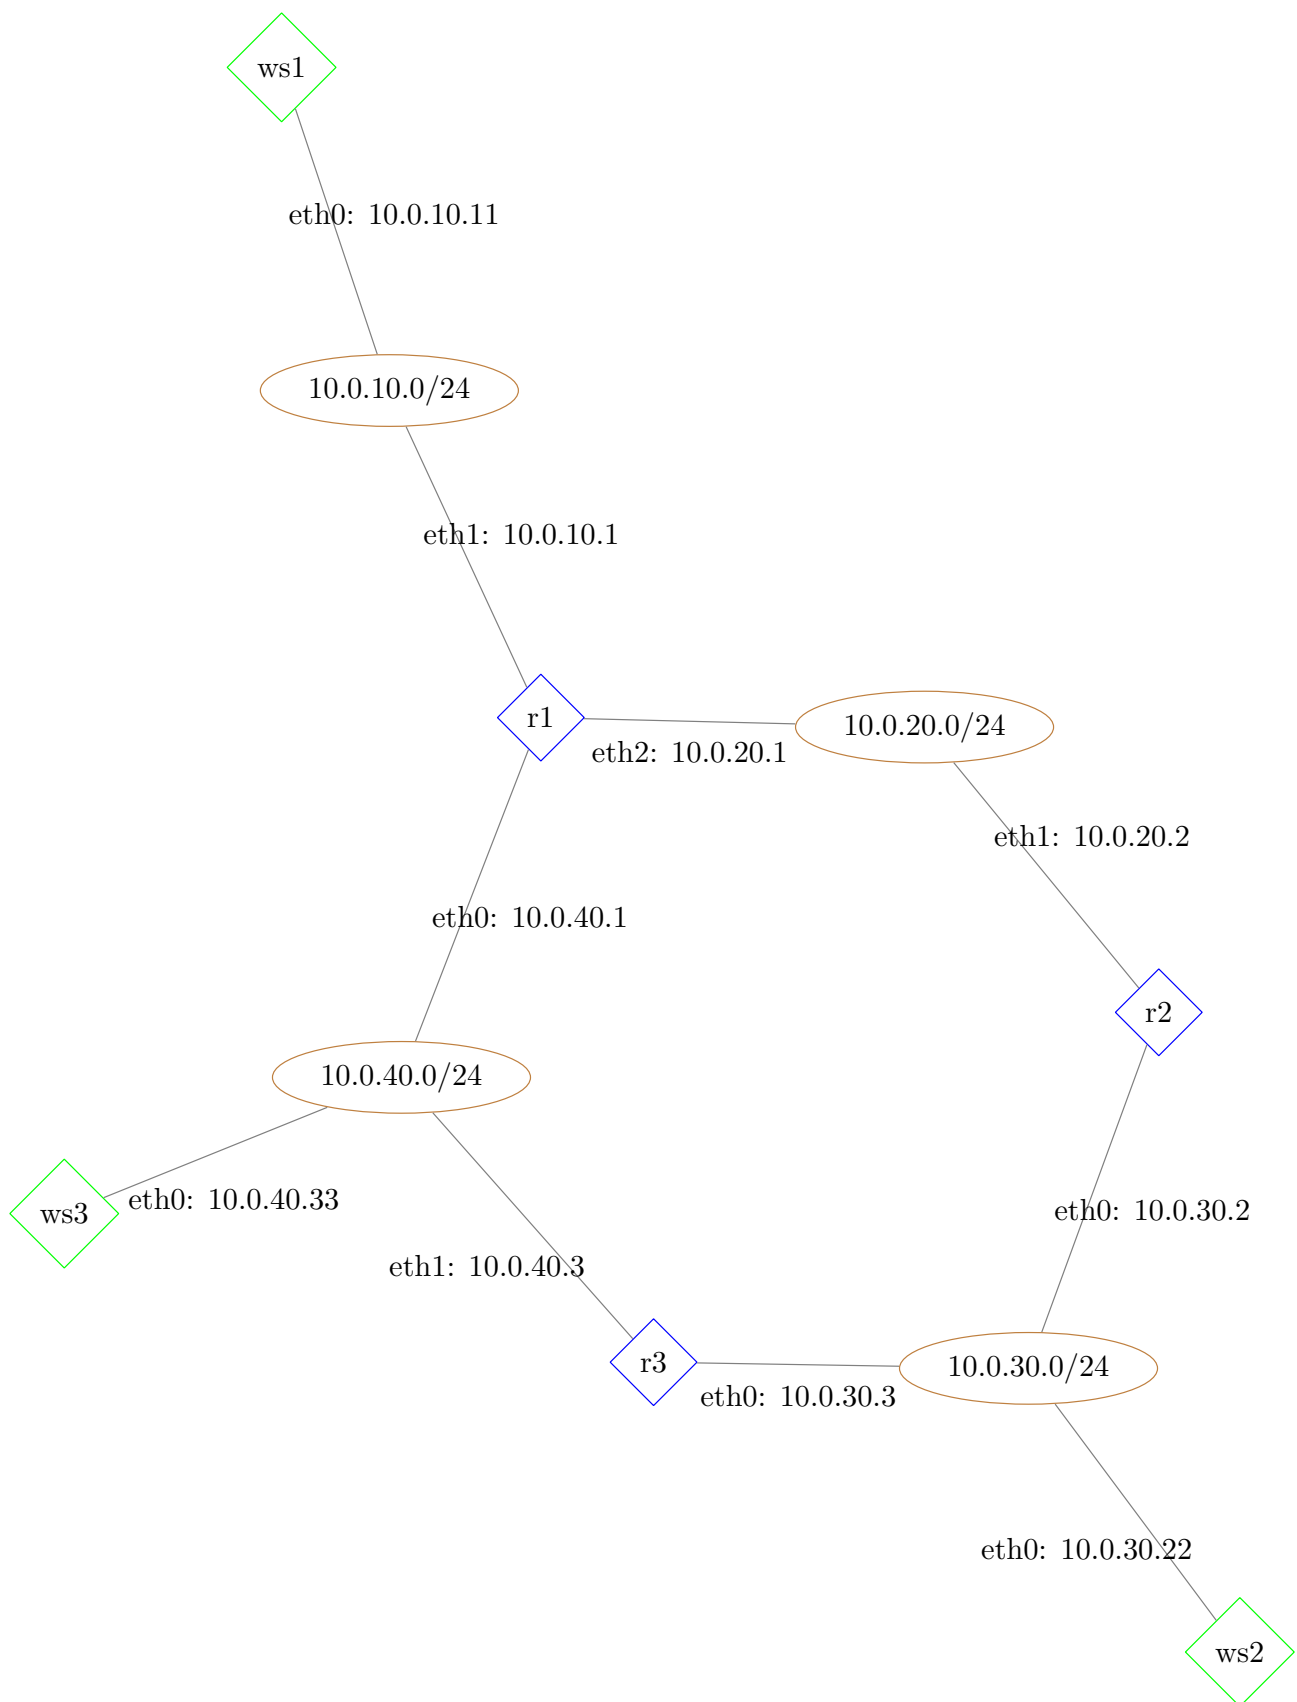 ws1
eth0: 10.0.10.11
10.0.10.0/24
eth1: 10.0.10.1
r1
10.0.20.0/24
eth2: 10.0.20.1
eth1: 10.0.20.2
eth0: 10.0.40.1
r2
10.0.40.0/24
eth0: 10.0.40.33
ws3
eth0: 10.0.30.2
eth1: 10.0.40.3
r3
10.0.30.0/24
eth0: 10.0.30.3
eth0: 10.0.30.22
ws2